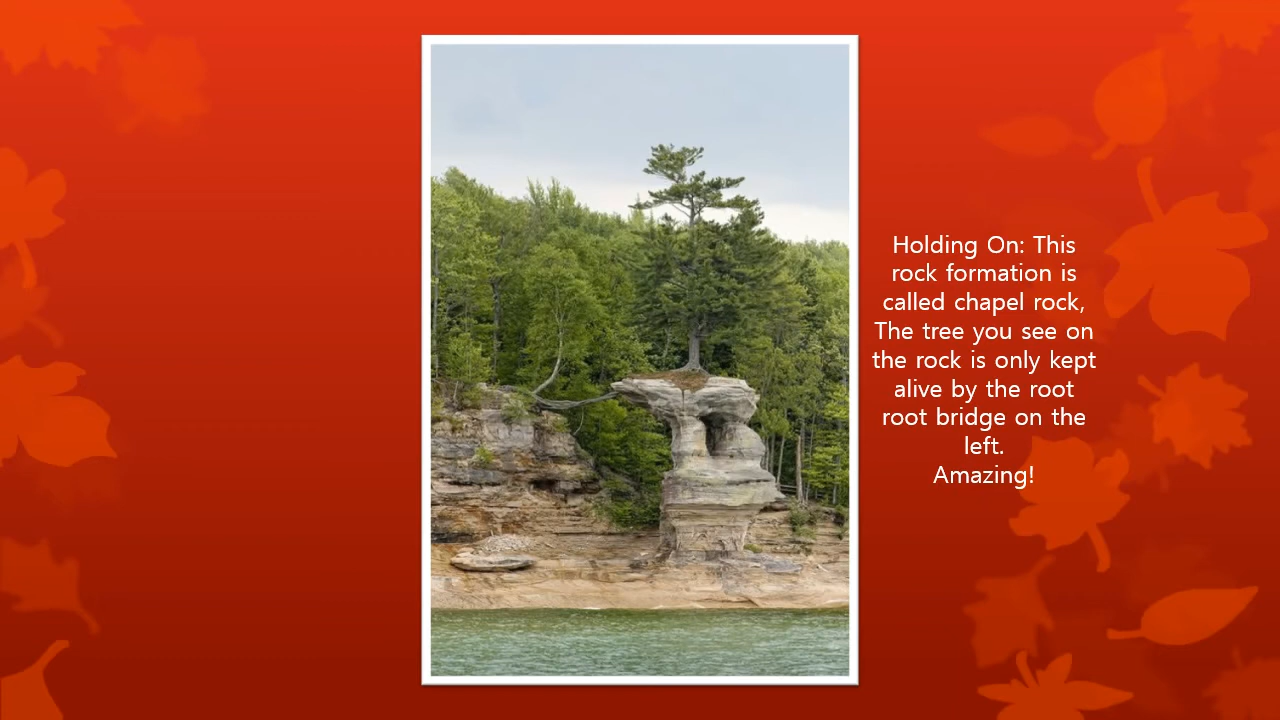 Holding On: This
rock formation is
called chapel rock,
The tree you see on
the rock is only kept
alive by the root
root bridge on the
left.
Amazing!